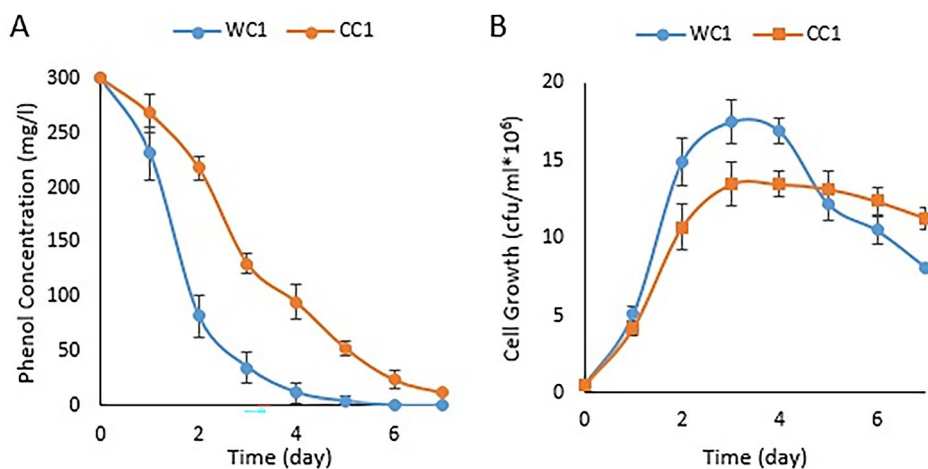 A
WC1 CC1
Phenol Concentration (mg/l)
300
250
200
150
100
50
0
0 2 4 6
Time (day)
B
WC1 CC1
Cell Growth (cfu/ml*10⁶)
20
15
10
5
0
0 2 4 6
Time (day)